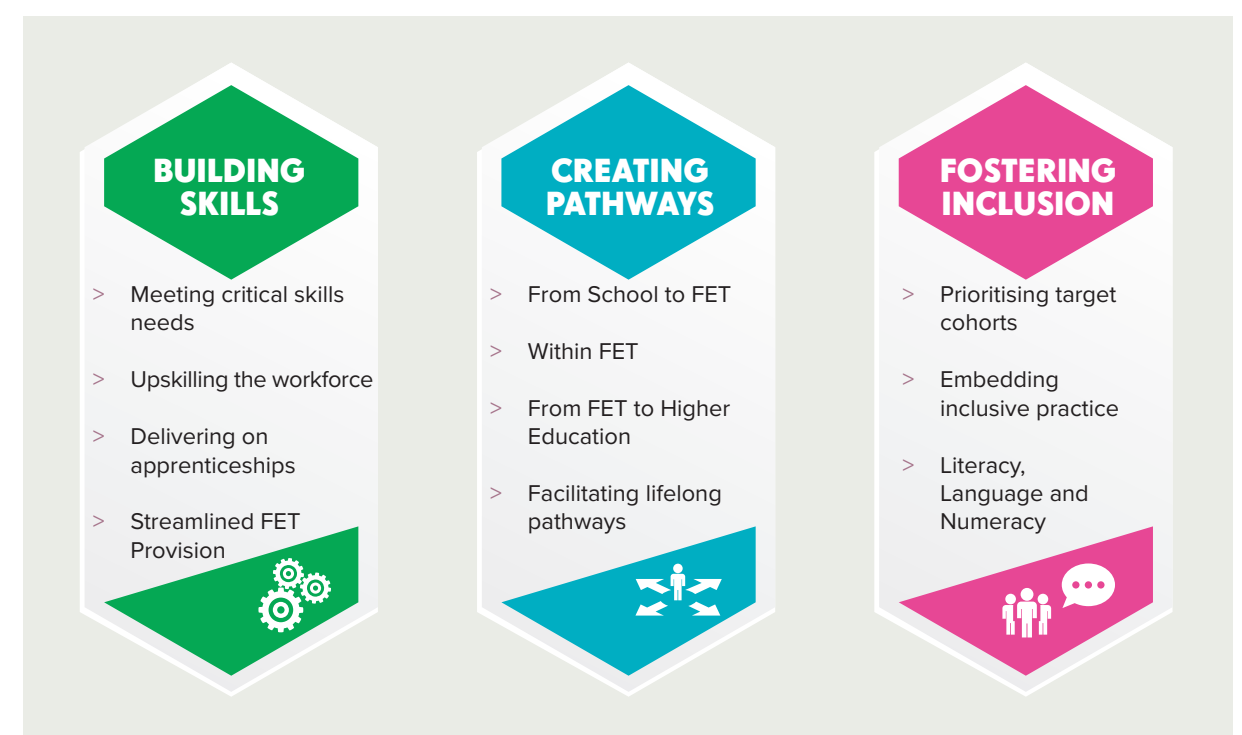 BUILDING
SKILLS
> Meeting critical skills
needs
> Upskilling the workforce
> Delivering on
apprenticeships
> Streamlined FET
Provision
CREATING
PATHWAYS
> From School to FET
> Within FET
> From FET to Higher
Education
> Facilitating lifelong
pathways
FOSTERING
INCLUSION
> Prioritising target
cohorts
> Embedding
inclusive practice
> Literacy,
Language and
Numeracy